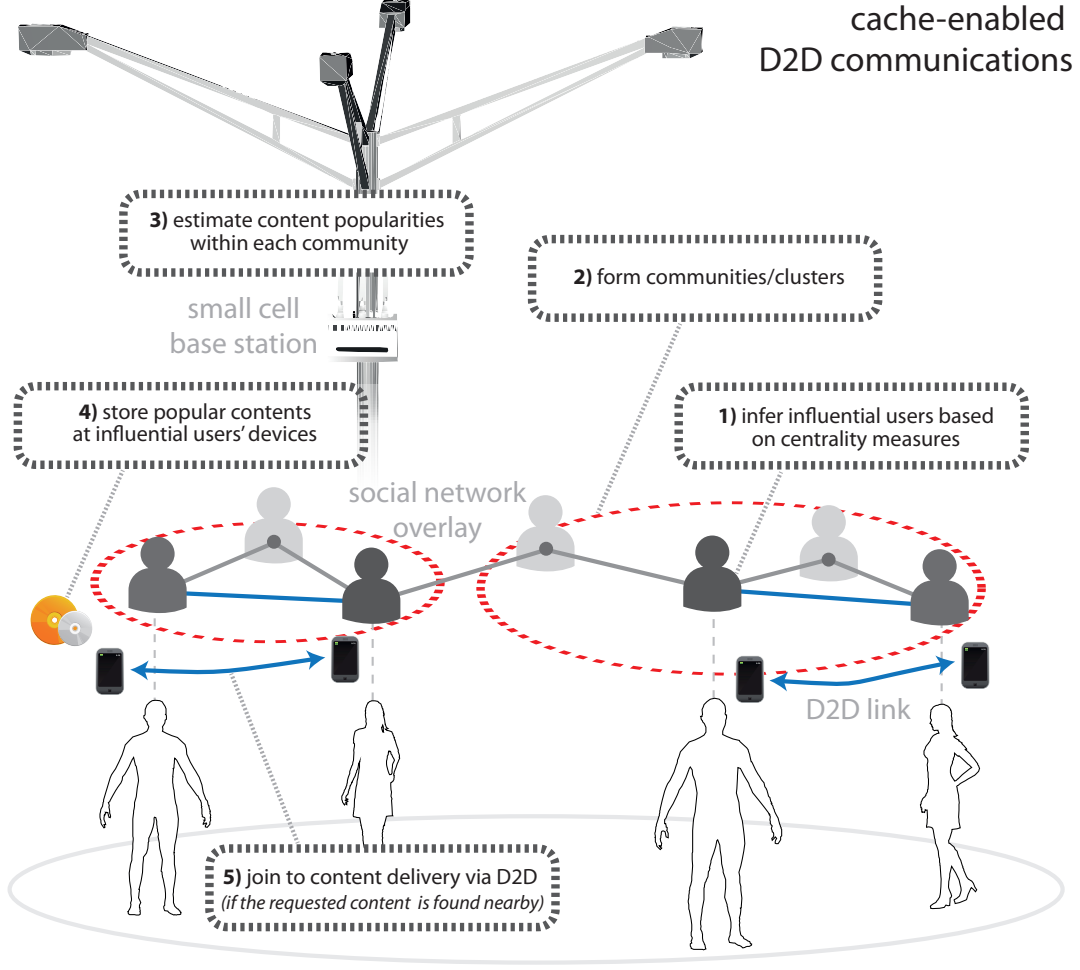 cache-enabled
D2D communications
3) estimate content popularities
within each community
2) form communities/clusters
small cell
base station
4) store popular contents
at influential users' devices
1) infer influential users based
on centrality measures
social network
overlay
D2D link
5) join to content delivery via D2D
(if the requested content is found nearby)